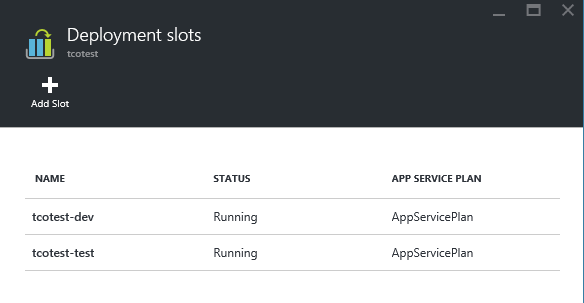 Deployment slots
tcotest
Add Slot
NAME STATUS APP SERVICE PLAN
tcotest-dev Running AppServicePlan
tcotest-test Running AppServicePlan